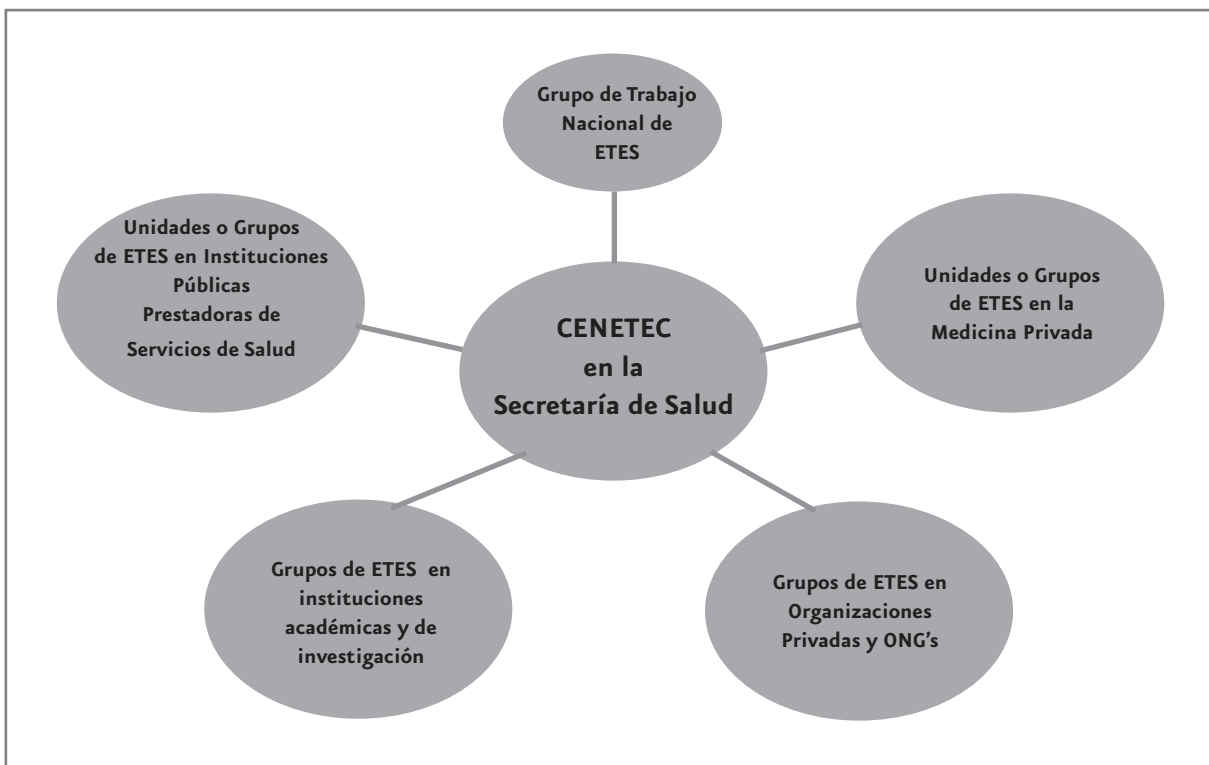 Grupo de Trabajo
Nacional de
ETES
Unidades o Grupos
de ETES en Instituciones
Públicas
Prestadoras de
Servicios de Salud
Unidades o Grupos
de ETES en la
Medicina Privada
CENETEC
en la
Secretaría de Salud
Grupos de ETES en
instituciones
académicas y de
investigación
Grupos de ETES en
Organizaciones
Privadas y ONG's